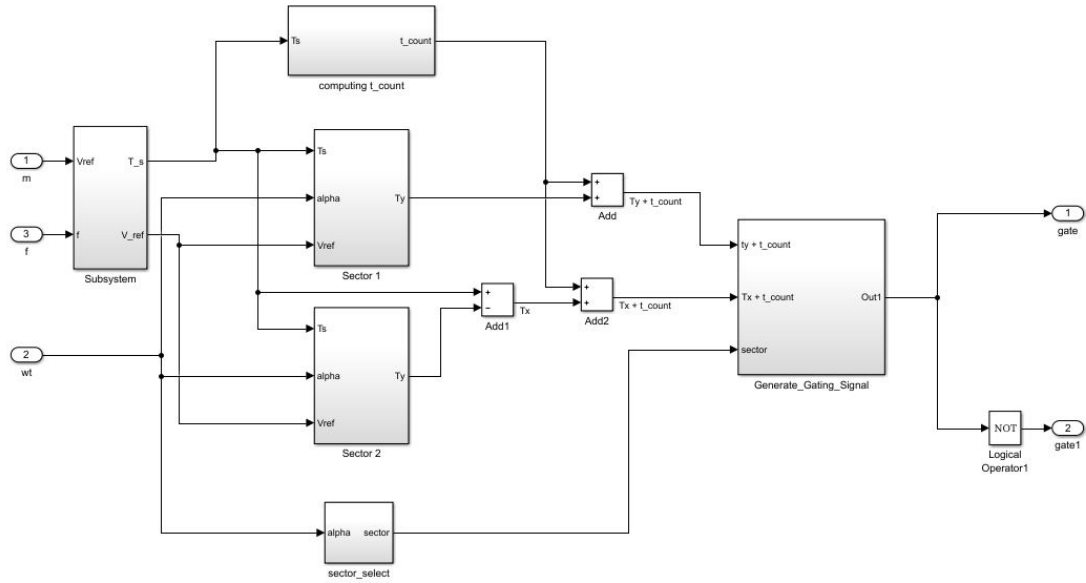 Ts
t_count
computing t_count
1
m
3
f
2
wt
Vref
T_s
f
V_ref
Subsystem
Ts
alpha
Ty
Vref
Sector 1
Ts
alpha
Ty
Vref
Sector 2
alpha
sector
sector_select
+
+
Add
Ty + t_count
+
−
Add1
Tx
+
+
Add2
Tx + t_count
ty + t_count
Tx + t_count
Out1
sector
Generate_Gating_Signal
1
gate
NOT
Logical
Operator1
2
gate1